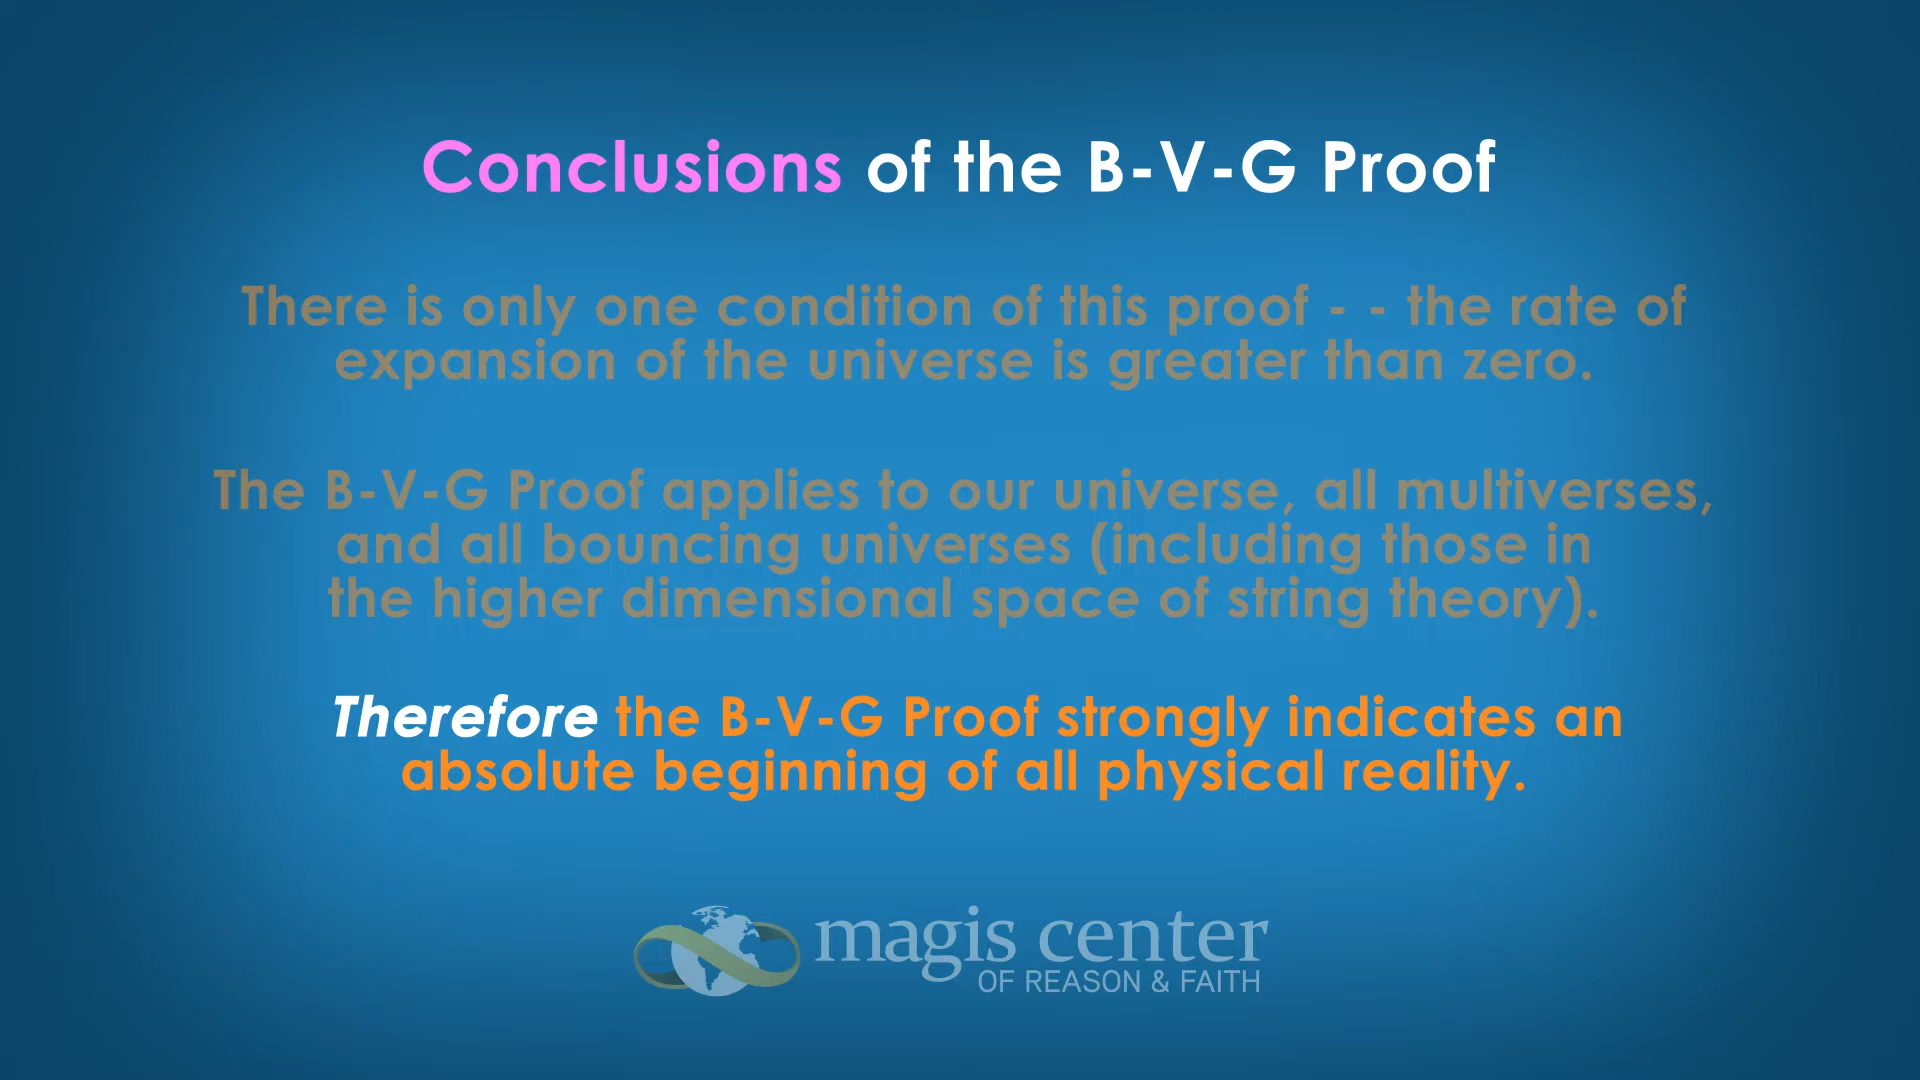 Conclusions of the B-V-G Proof
There is only one condition of this proof - - the rate of
expansion of the universe is greater than zero.
The B-V-G Proof applies to our universe, all multiverses,
and all bouncing universes (including those in
the higher dimensional space of string theory).
Therefore the B-V-G Proof strongly indicates an
absolute beginning of all physical reality.
magis center
OF REASON & FAITH